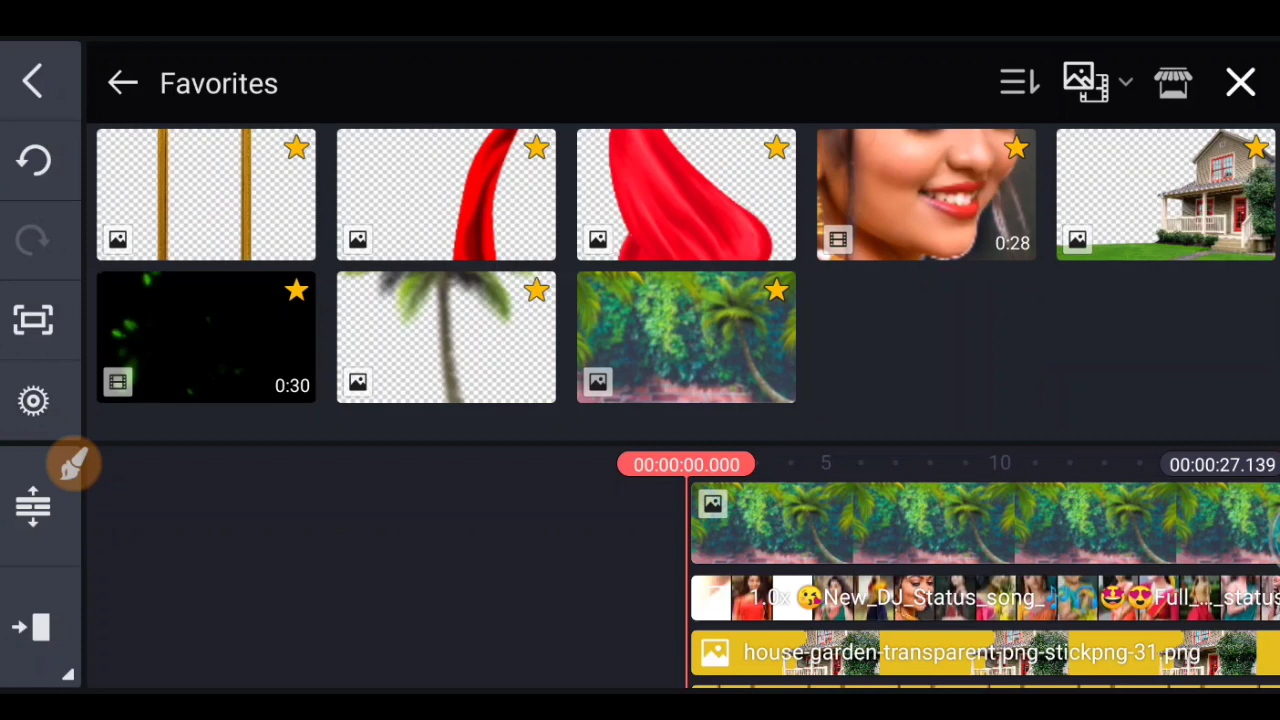 Favorites
0:28
0:30
00:00:00.000
5
10
00:00:27.139
1.0x 😘New_DJ_Status_song_💤🤩😍Full_..._status
house-garden-transparent-png-stickpng-31.png